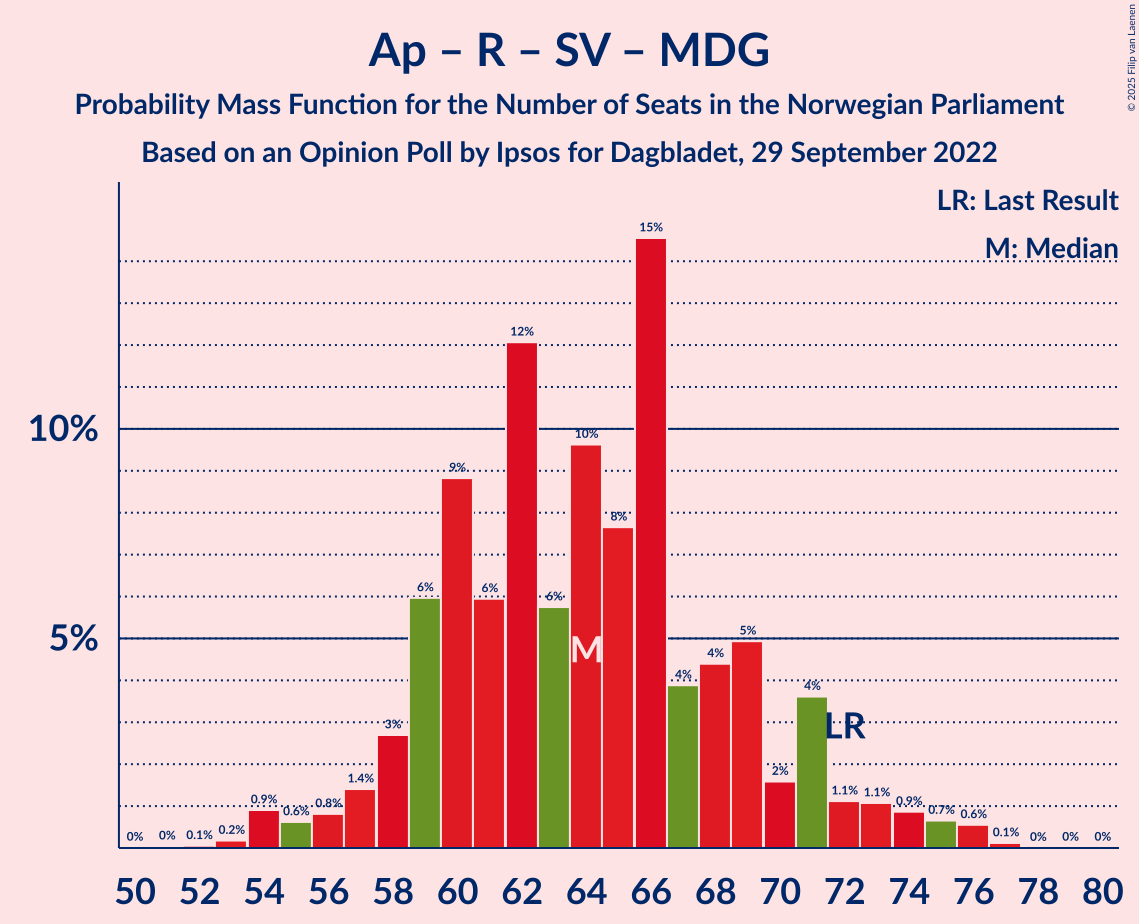 Ap – R – SV – MDG
Probability Mass Function for the Number of Seats in the Norwegian Parliament
Based on an Opinion Poll by Ipsos for Dagbladet, 29 September 2022
© 2025 Filip van Laenen
LR: Last Result
M: Median
10%
5%
0% 0% 0.1% 0.2% 0.9% 0.6% 0.8% 1.4% 3% 6% 9% 6% 12% 6% 10% 8% 15% 4% 4% 5% 2% 4% 1.1% 1.1% 0.9% 0.7% 0.6% 0.1% 0% 0% 0%
M
LR
50 52 54 56 58 60 62 64 66 68 70 72 74 76 78 80